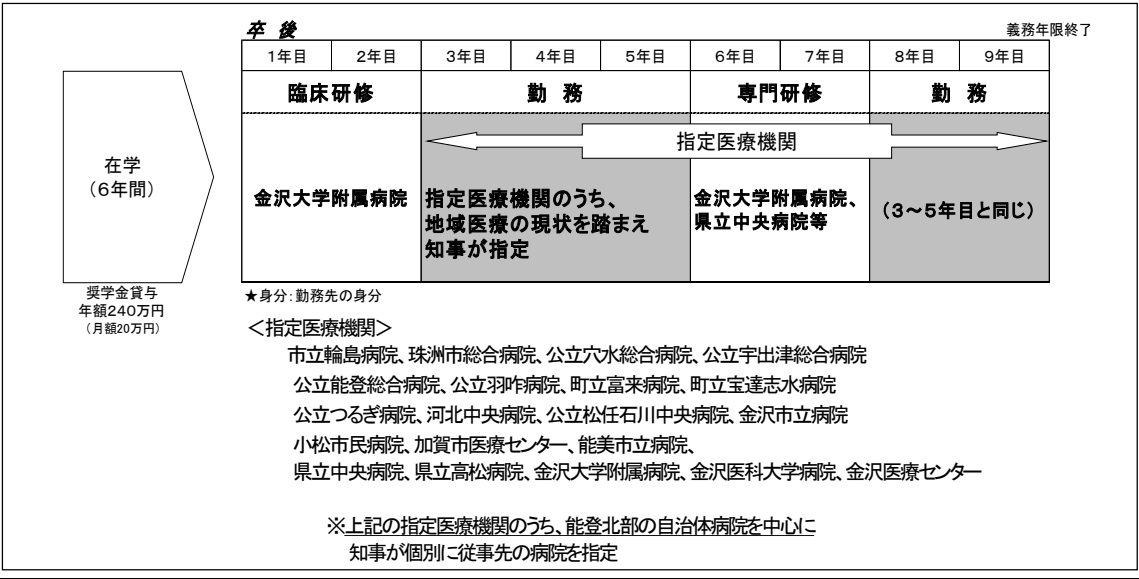 卒 後
義務年限終了
1年目 2年目 3年目 4年目 5年目 6年目 7年目 8年目 9年目
臨床研修 勤 務 専門研修 勤 務
指定医療機関
在学
(6年間)
金沢大学附属病院
指定医療機関のうち、
地域医療の現状を踏まえ
知事が指定
金沢大学附属病院、
県立中央病院等
(3~5年目と同じ)
奨学金貸与
年額240万円
(月額20万円)
★身分:勤務先の身分
<指定医療機関>
市立輪島病院、珠洲市総合病院、公立穴水総合病院、公立宇出津総合病院
公立能登総合病院、公立羽咋病院、町立富来病院、町立宝達志水病院
公立つるぎ病院、河北中央病院、公立松任石川中央病院、金沢市立病院
小松市民病院、加賀市医療センター、能美市立病院、
県立中央病院、県立高松病院、金沢大学附属病院、金沢医科大学病院、金沢医療センター
※上記の指定医療機関のうち、能登北部の自治体病院を中心に
知事が個別に従事先の病院を指定